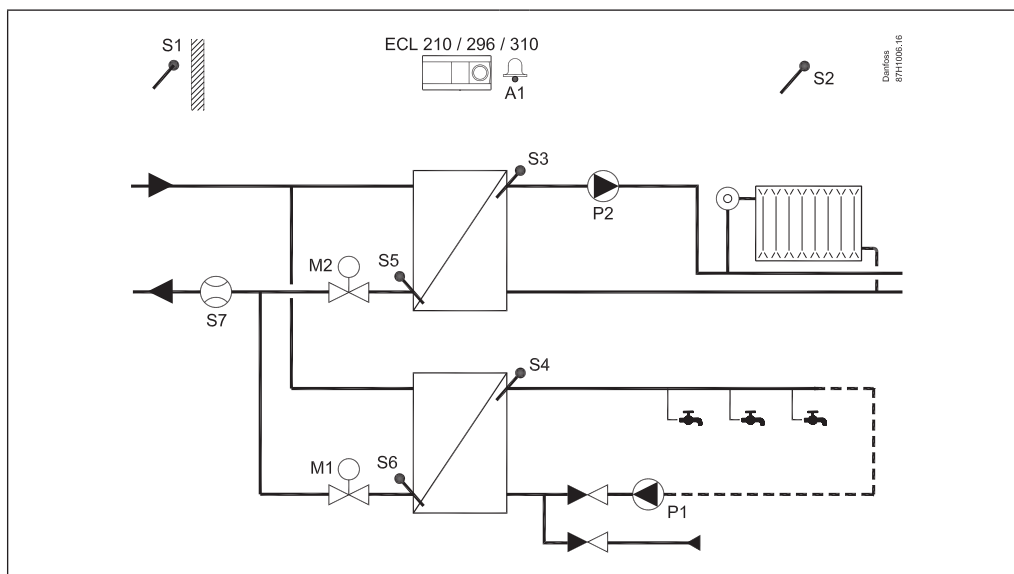 S1
ECL 210 / 296 / 310
A1
S2
Danfoss
87H1006.16
S3
P2
M2
S5
S7
S4
M1
S6
P1